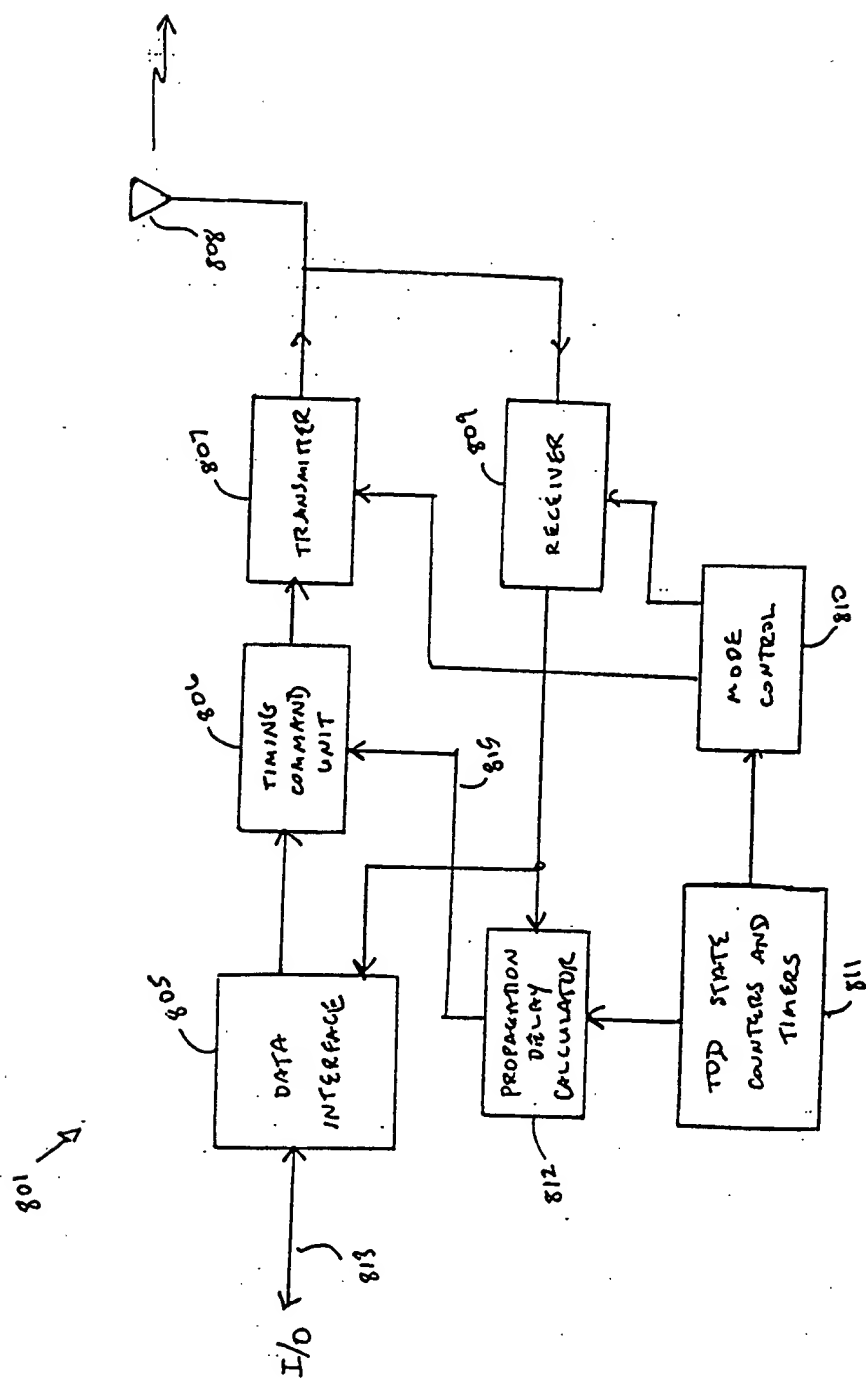 801
I/O
813
805
DATA
INTERFACE
806
TIMING
COMMAND
UNIT
807
TRANSMITTER
808
815
812
PROPAGATION
DELAY
CALCULATOR
809
RECEIVER
TDD STATE
COUNTERS AND
TIMERS
811
MODE
CONTROL
810